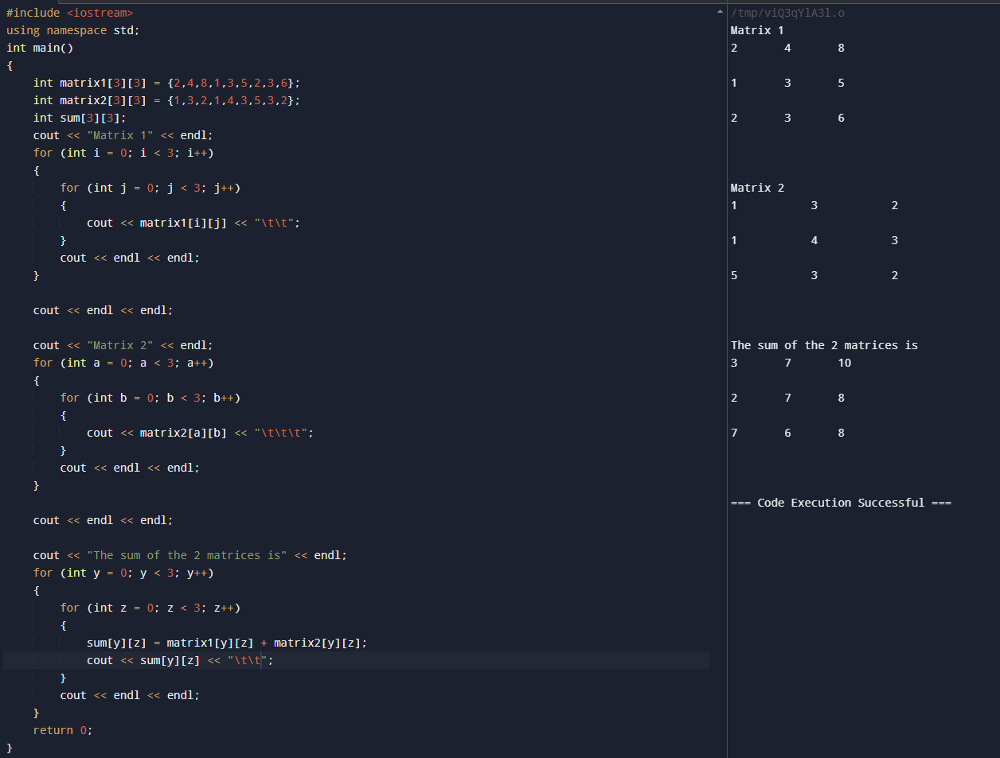 #include <iostream>
using namespace std;
int main()
{
    int matrix1[3][3] = {2,4,8,1,3,5,2,3,6};
    int matrix2[3][3] = {1,3,2,1,4,3,5,3,2};
    int sum[3][3];
    cout << "Matrix 1" << endl;
    for (int i = 0; i < 3; i++)
    {
        for (int j = 0; j < 3; j++)
        {
            cout << matrix1[i][j] << "\t\t";
        }
        cout << endl << endl;
    }

    cout << endl << endl;

    cout << "Matrix 2" << endl;
    for (int a = 0; a < 3; a++)
    {
        for (int b = 0; b < 3; b++)
        {
            cout << matrix2[a][b] << "\t\t\t";
        }
        cout << endl << endl;
    }

    cout << endl << endl;

    cout << "The sum of the 2 matrices is" << endl;
    for (int y = 0; y < 3; y++)
    {
        for (int z = 0; z < 3; z++)
        {
            sum[y][z] = matrix1[y][z] + matrix2[y][z];
            cout << sum[y][z] << "\t\t";
        }
        cout << endl << endl;
    }
    return 0;
}
/tmp/viQ3qYlA3l.o
Matrix 1
2       4       8
1       3       5
2       3       6
Matrix 2
1           3           2
1           4           3
5           3           2
The sum of the 2 matrices is
3       7       10
2       7       8
7       6       8
=== Code Execution Successful ===